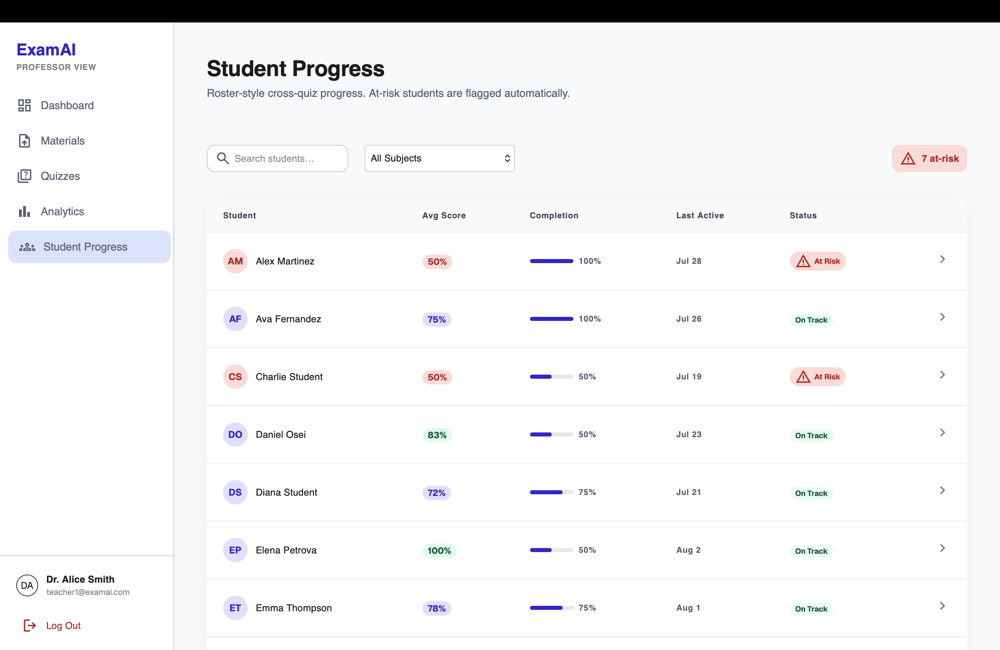 ExamAI
PROFESSOR VIEW
Dashboard
Materials
Quizzes
Analytics
Student Progress
DA
Dr. Alice Smith
teacher1@examai.com
Log Out
Student Progress
Roster-style cross-quiz progress. At-risk students are flagged automatically.
Search students...
All Subjects
7 at-risk
Student Avg Score Completion Last Active Status
AM Alex Martinez 50% 100% Jul 28 At Risk
AF Ava Fernandez 75% 100% Jul 26 On Track
CS Charlie Student 50% 50% Jul 19 At Risk
DO Daniel Osei 83% 50% Jul 23 On Track
DS Diana Student 72% 75% Jul 21 On Track
EP Elena Petrova 100% 50% Aug 2 On Track
ET Emma Thompson 78% 75% Aug 1 On Track